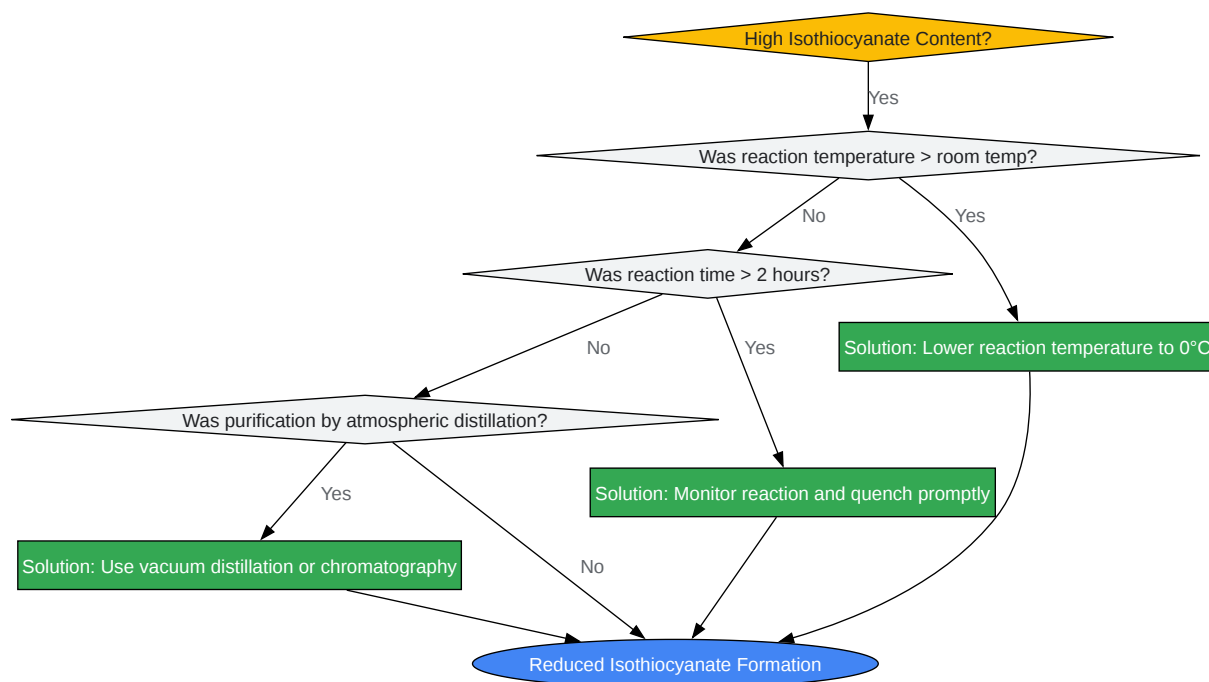 High Isothiocyanate Content?
Yes
Was reaction temperature > room temp?
No
Yes
Was reaction time > 2 hours?
No
Yes
Solution: Lower reaction temperature to 0°C
Was purification by atmospheric distillation?
Yes
Solution: Monitor reaction and quench promptly
Solution: Use vacuum distillation or chromatography
No
Reduced Isothiocyanate Formation